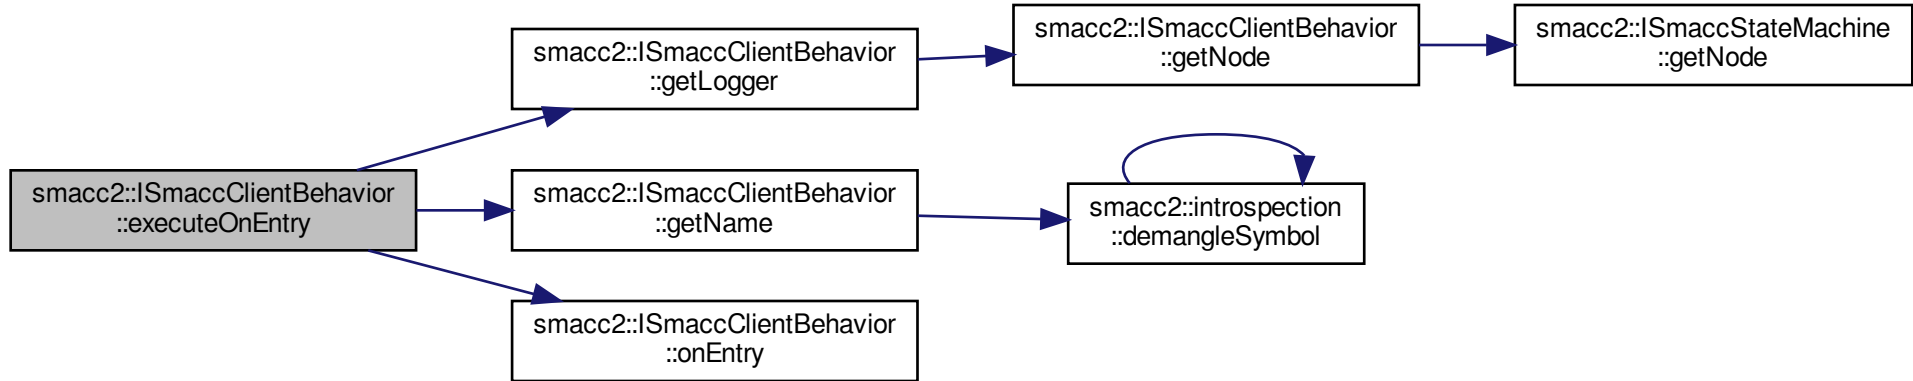 smacc2::ISmaccClientBehavior
::executeOnEntry
smacc2::ISmaccClientBehavior
::getLogger
smacc2::ISmaccClientBehavior
::getNode
smacc2::ISmaccStateMachine
::getNode
smacc2::ISmaccClientBehavior
::getName
smacc2::introspection
::demangleSymbol
smacc2::ISmaccClientBehavior
::onEntry